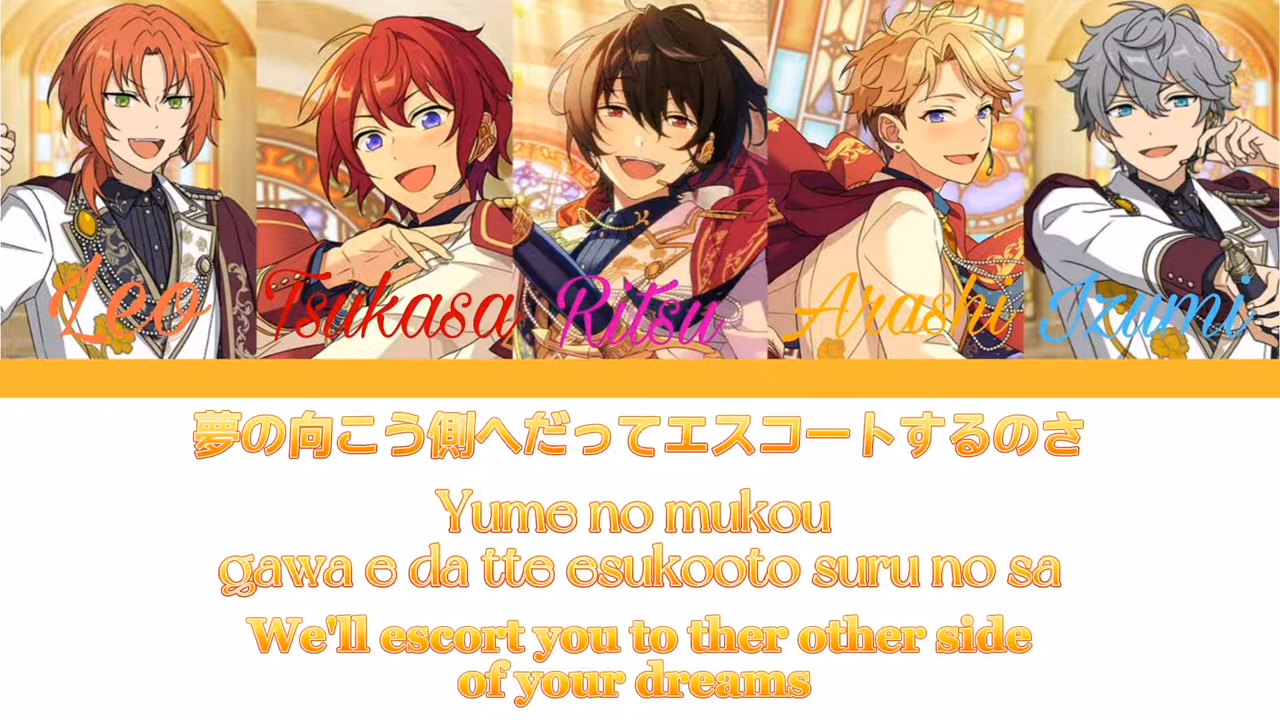 Leo
Tsukasa
Ritsu
Arashi
Izumi
夢の向こう側へだってエスコートするのさ
Yume no mukou
gawa e da tte esukooto suru no sa
We'll escort you to ther other side
of your dreams